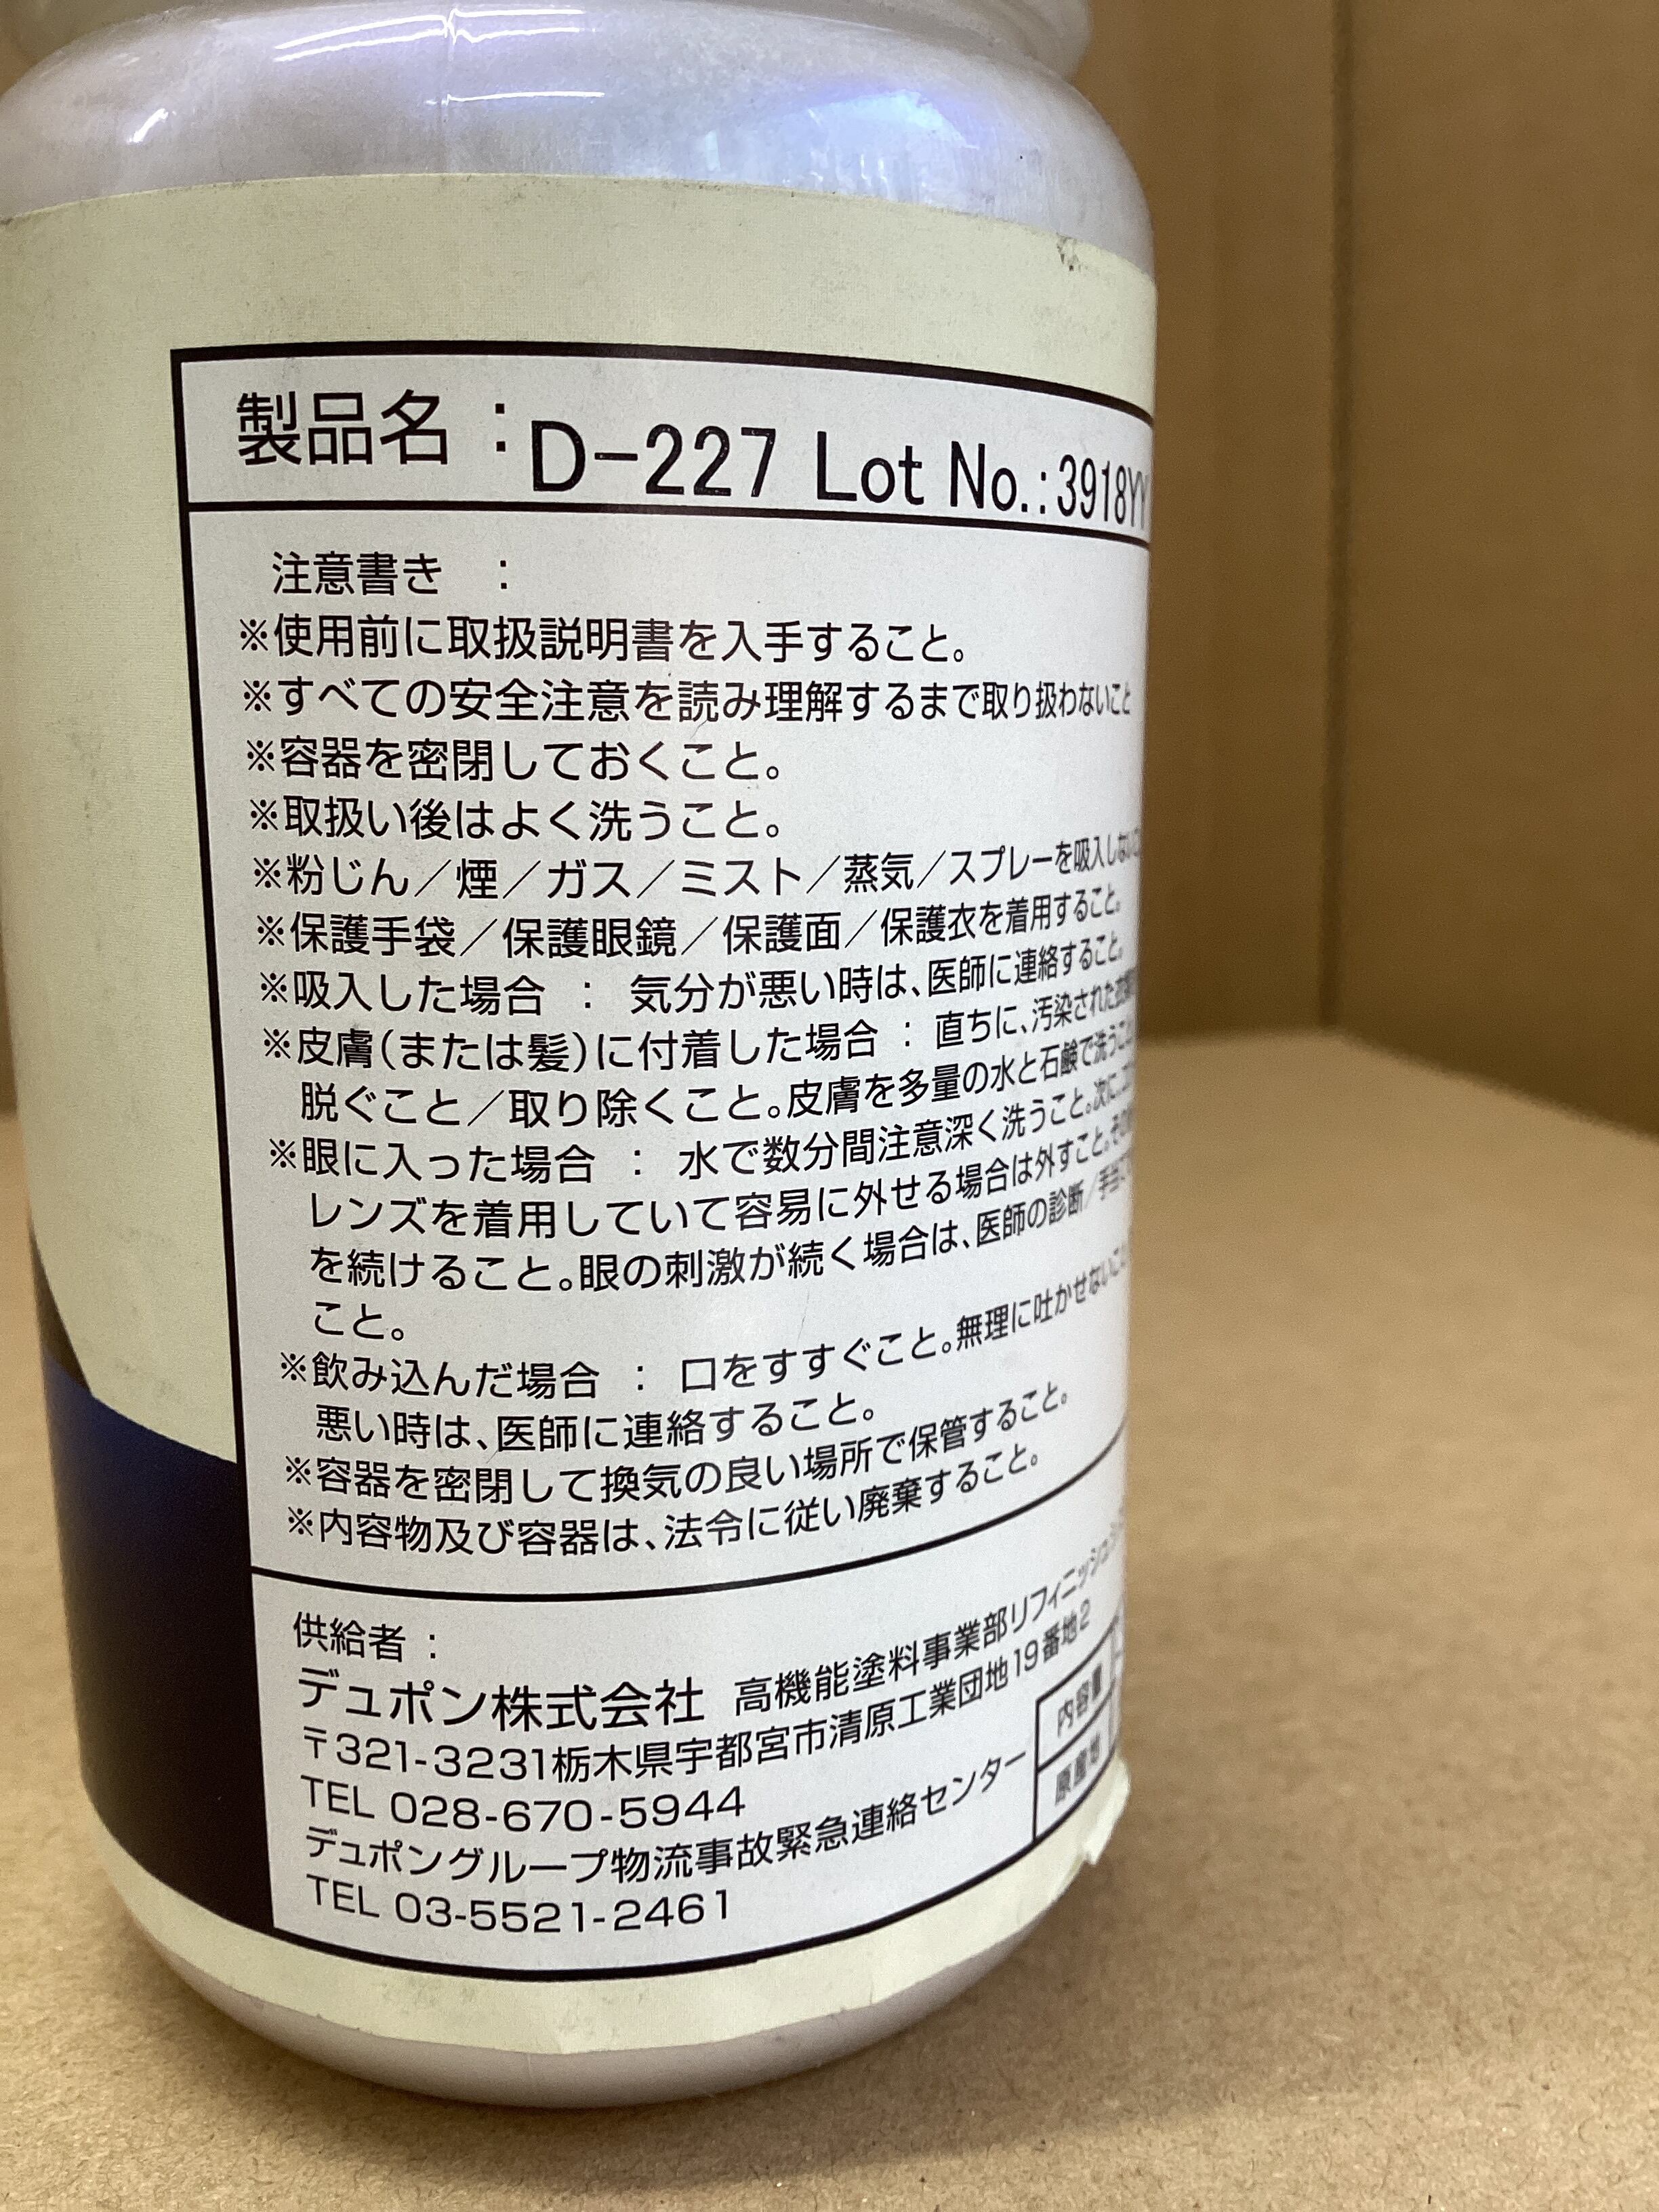 製品名 : D-227 Lot No.:3918YY
注意書き :
※使用前に取扱説明書を入手すること。
※すべての安全注意を読み理解するまで取り扱わないこと
※容器を密閉しておくこと。
※取扱い後はよく洗うこと。
※粉じん／煙／ガス／ミスト／蒸気／スプレーを吸入しない
※保護手袋／保護眼鏡／保護面／保護衣を着用すること。
※吸入した場合 : 気分が悪い時は、医師に連絡すること。
※皮膚(または髪)に付着した場合 : 直ちに、汚染された
脱ぐこと／取り除くこと。皮膚を多量の水と石鹸で洗うこ
※眼に入った場合 : 水で数分間注意深く洗うこと。次に、コ
レンズを着用していて容易に外せる場合は外すこと。その
を続けること。眼の刺激が続く場合は、医師の診断／手当
こと。
※飲み込んだ場合 : 口をすすぐこと。無理に吐かせないこ
悪い時は、医師に連絡すること。
※容器を密閉して換気の良い場所で保管すること。
※内容物及び容器は、法令に従い廃棄すること。
供給者 :
デュポン株式会社 高機能塗料事業部リフィニッシュ
〒321-3231栃木県宇都宮市清原工業団地19番地2
TEL 028-670-5944
デュポングループ物流事故緊急連絡センター
TEL 03-5521-2461
内容量
原産地